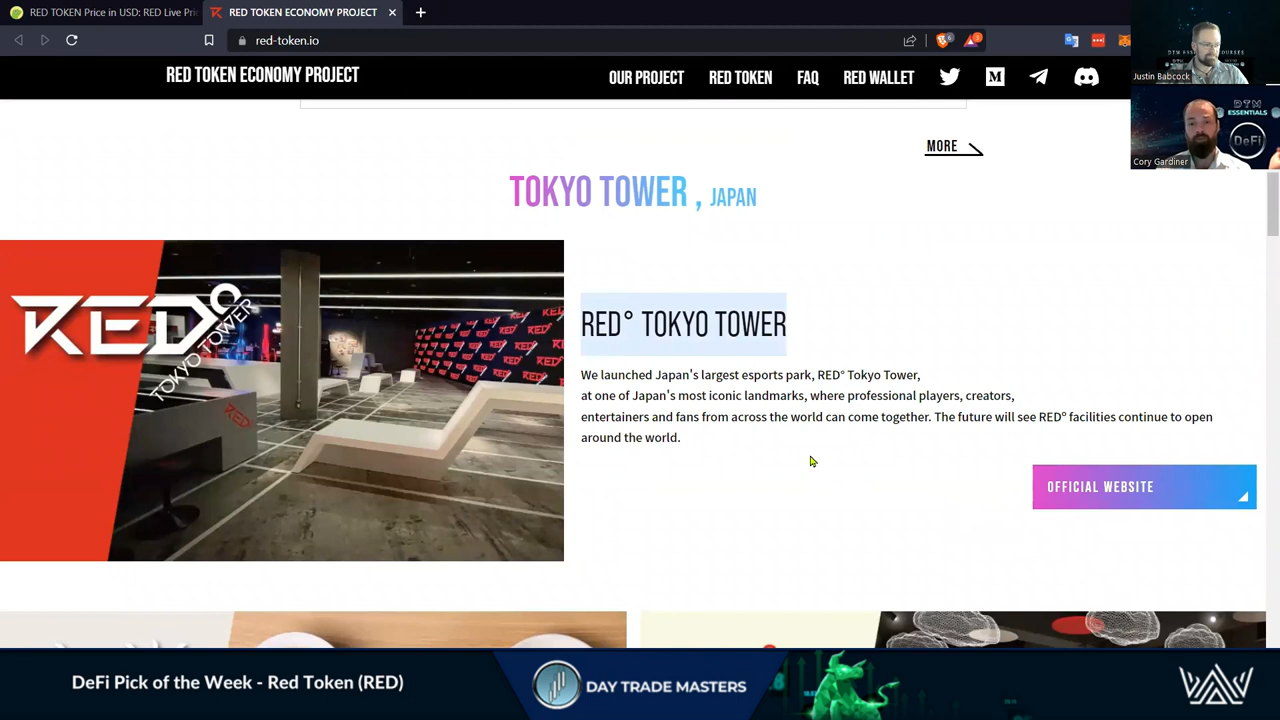 RED TOKEN Price in USD: RED Live Pri
RED TOKEN ECONOMY PROJECT
red-token.io
RED TOKEN ECONOMY PROJECT
OUR PROJECT
RED TOKEN
FAQ
RED WALLET
Justin Babcock
DTM
ESSENTIALS
DeFi
Cory Gardiner
MORE
TOKYO TOWER , JAPAN
RED°
TOKYO TOWER
RED° TOKYO TOWER
We launched Japan's largest esports park, RED° Tokyo Tower,
at one of Japan's most iconic landmarks, where professional players, creators,
entertainers and fans from across the world can come together. The future will see RED° facilities continue to open
around the world.
OFFICIAL WEBSITE
DeFi Pick of the Week - Red Token (RED)
DAY TRADE MASTERS